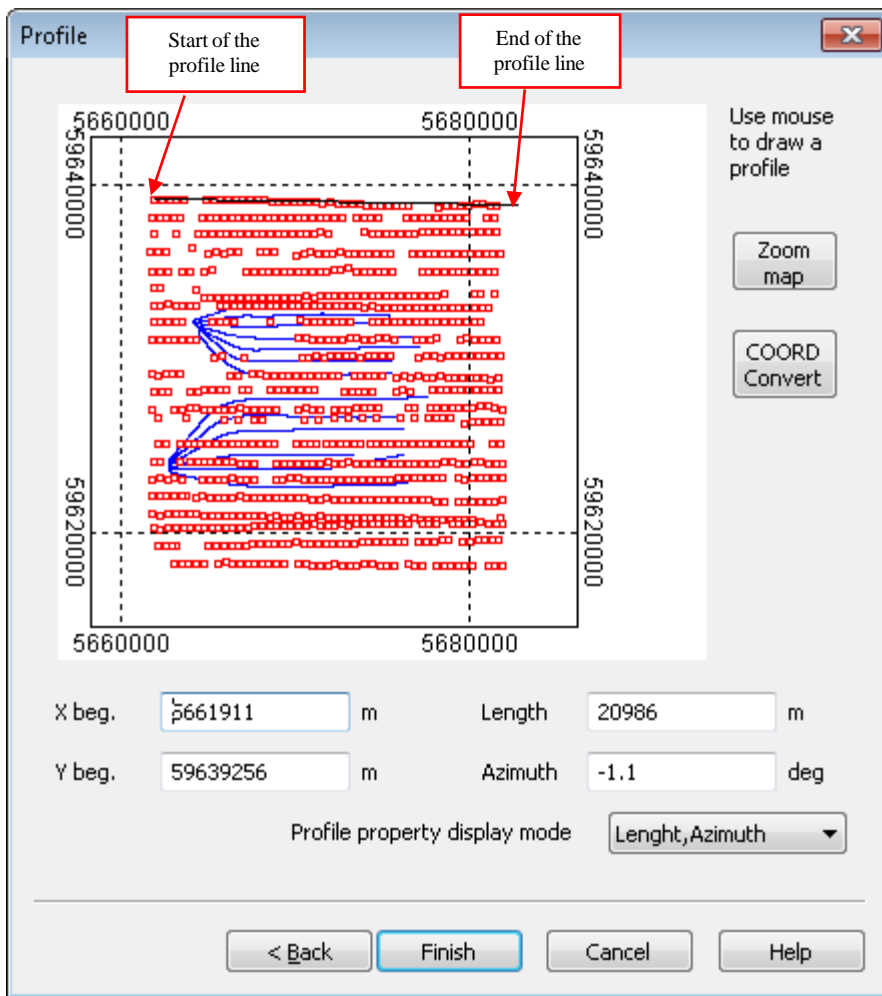 Profile
Start of the
profile line
End of the
profile line
5660000
5680000
59640000
59640000
Use mouse
to draw a
profile
Zoom
map
COORD
Convert
59620000
59620000
5660000
5680000
X beg.
5661911
m
Length
20986
m
Y beg.
59639256
m
Azimuth
-1.1
deg
Profile property display mode
Lenght,Azimuth
< Back
Finish
Cancel
Help